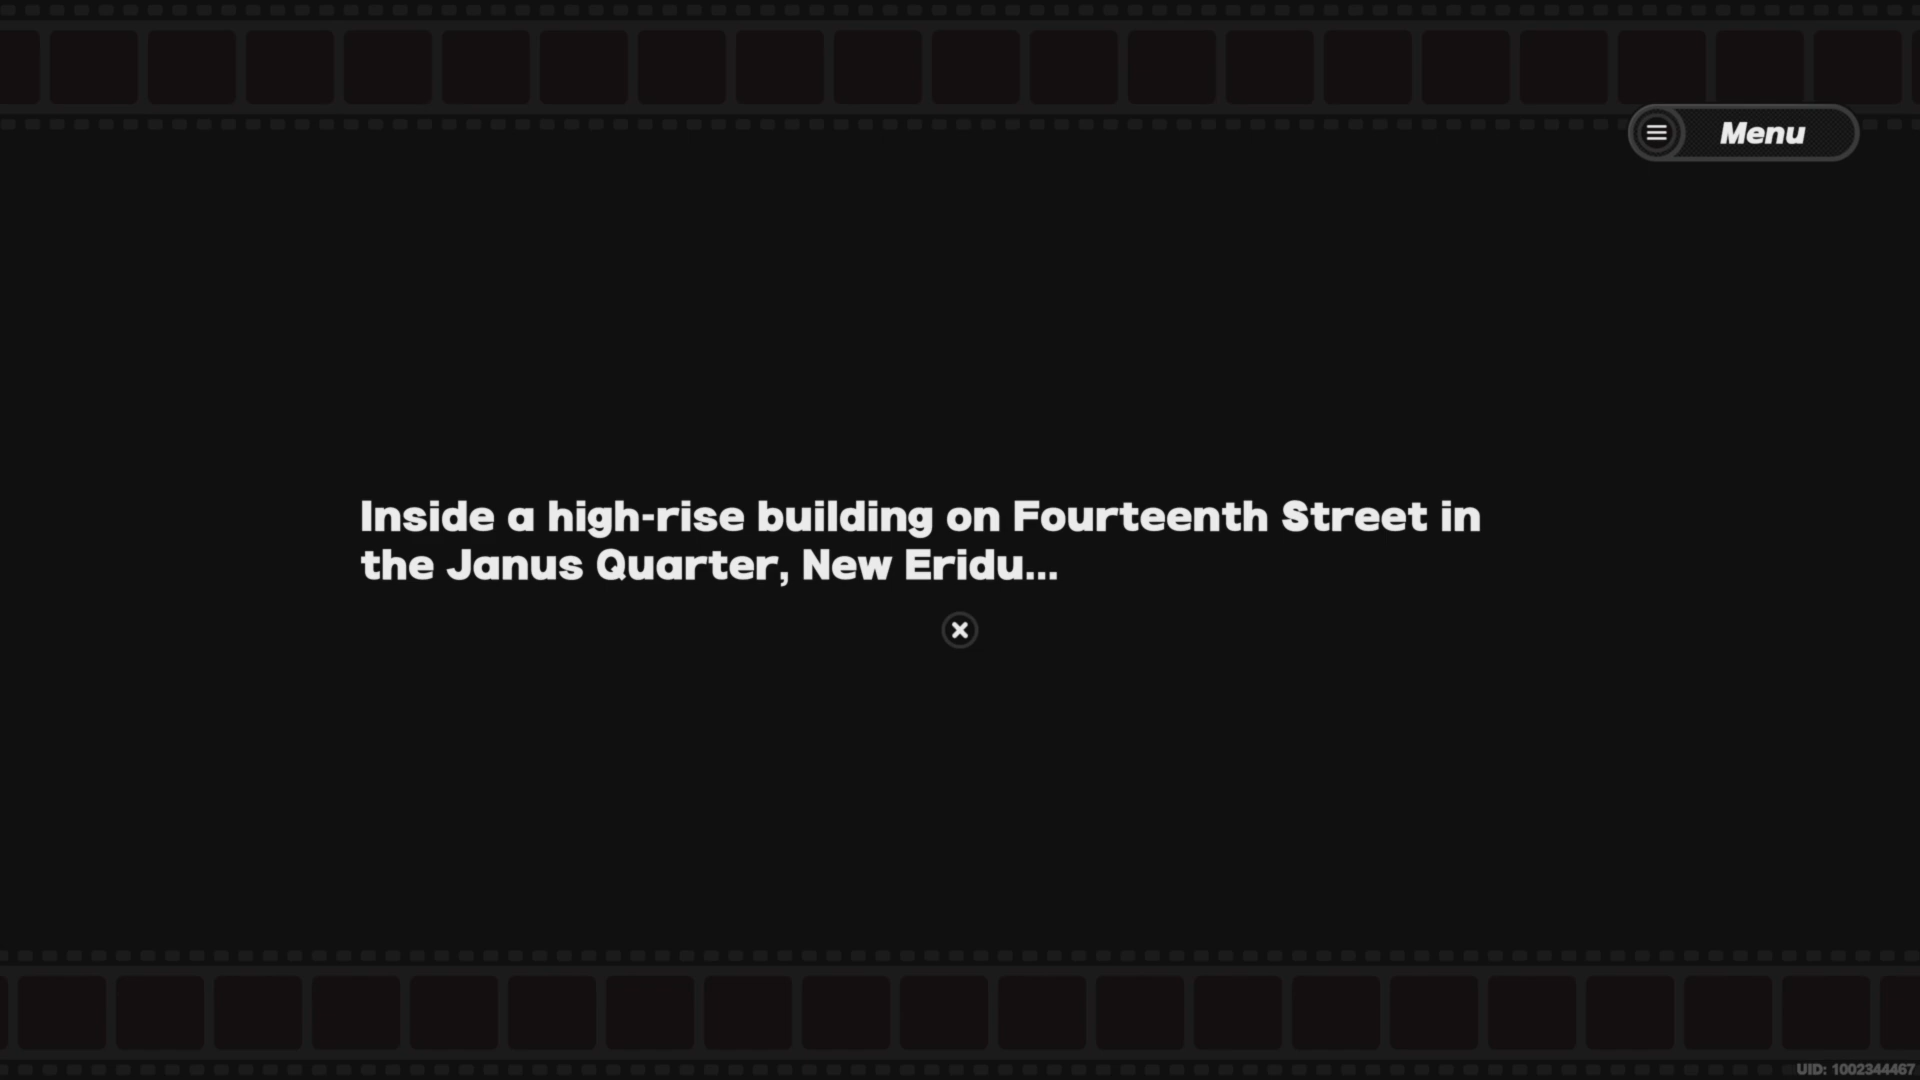 Menu
Inside a high-rise building on Fourteenth Street in
the Janus Quarter, New Eridu...
UID: 1002344467